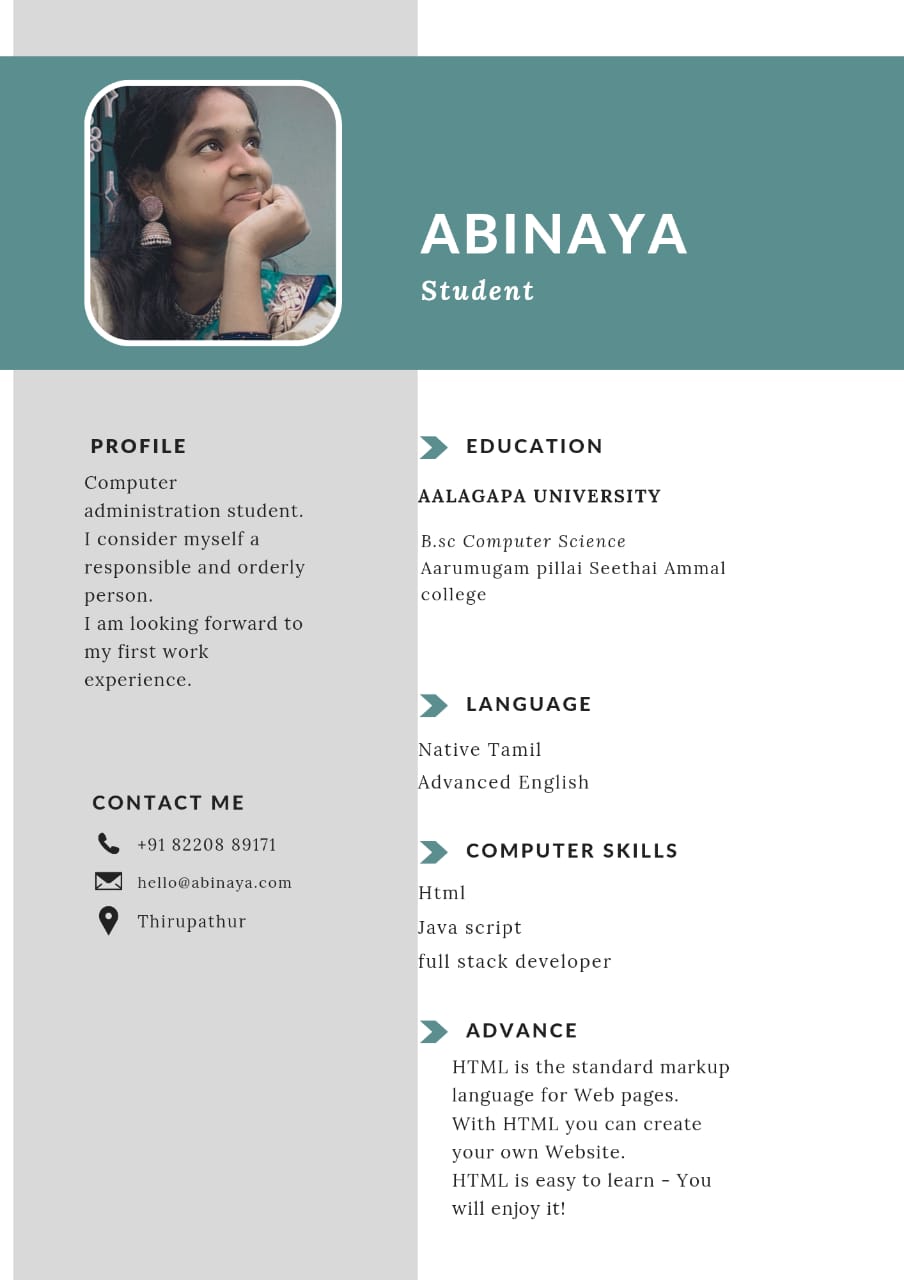 ABINAYA
Student
PROFILE
Computer
administration student.
I consider myself a
responsible and orderly
person.
I am looking forward to
my first work
experience.
CONTACT ME
+91 82208 89171
hello@abinaya.com
Thirupathur
EDUCATION
AALAGAPA UNIVERSITY
B.sc Computer Science
Aarumugam pillai Seethai Ammal
college
LANGUAGE
Native Tamil
Advanced English
COMPUTER SKILLS
Html
Java script
full stack developer
ADVANCE
HTML is the standard markup
language for Web pages.
With HTML you can create
your own Website.
HTML is easy to learn - You
will enjoy it!